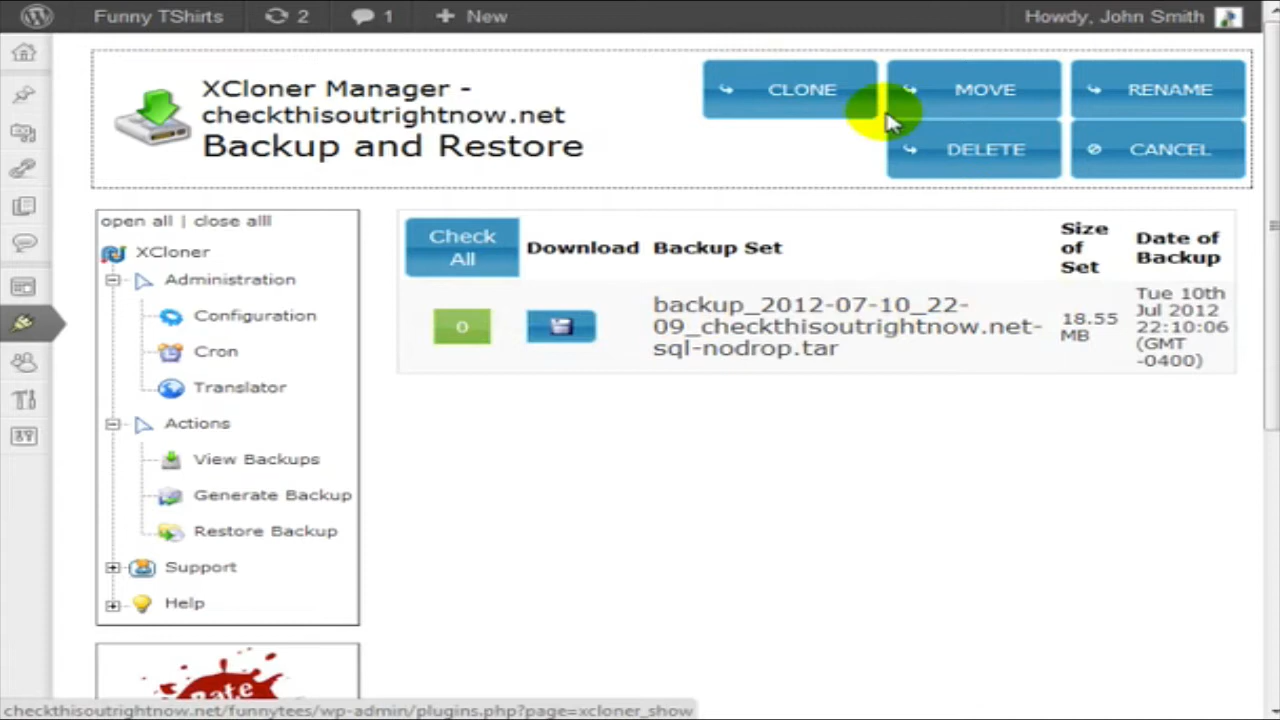 Funny TShirts
2
1
New
Howdy, John Smith
XCloner Manager -
checkthisoutrightnow.net
Backup and Restore
CLONE
MOVE
RENAME
DELETE
CANCEL
open all | close alll
XCloner
Administration
Configuration
Cron
Translator
Actions
View Backups
Generate Backup
Restore Backup
Support
Help
Check
All
Download
Backup Set
Size
of
Set
Date of
Backup
0
backup_2012-07-10_22-
09_checkthisoutrightnow.net-
sql-nodrop.tar
18.55
MB
Tue 10th
Jul 2012
22:10:06
(GMT
-0400)
Rate
checkthisoutrightnow.net/funnytees/wp-admin/plugins.php?page=xcloner_show